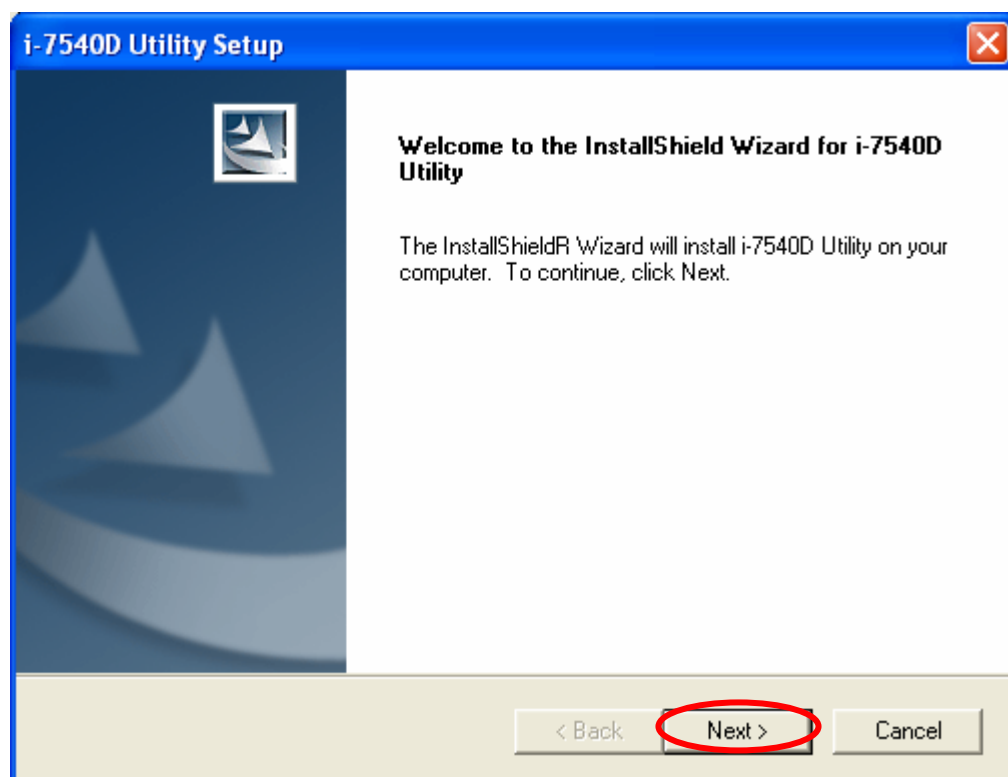 i-7540D Utility Setup
Welcome to the InstallShield Wizard for i-7540D
Utility
The InstallShieldR Wizard will install i-7540D Utility on your
computer.  To continue, click Next.
< Back
Next >
Cancel